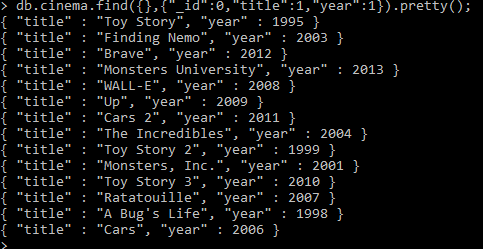 > db.cinema.find({},{"_id":0,"title":1,"year":1}).pretty();
{ "title" : "Toy Story", "year" : 1995 }
{ "title" : "Finding Nemo", "year" : 2003 }
{ "title" : "Brave", "year" : 2012 }
{ "title" : "Monsters University", "year" : 2013 }
{ "title" : "WALL-E", "year" : 2008 }
{ "title" : "Up", "year" : 2009 }
{ "title" : "Cars 2", "year" : 2011 }
{ "title" : "The Incredibles", "year" : 2004 }
{ "title" : "Toy Story 2", "year" : 1999 }
{ "title" : "Monsters, Inc.", "year" : 2001 }
{ "title" : "Toy Story 3", "year" : 2010 }
{ "title" : "Ratatouille", "year" : 2007 }
{ "title" : "A Bug's Life", "year" : 1998 }
{ "title" : "Cars", "year" : 2006 }
>